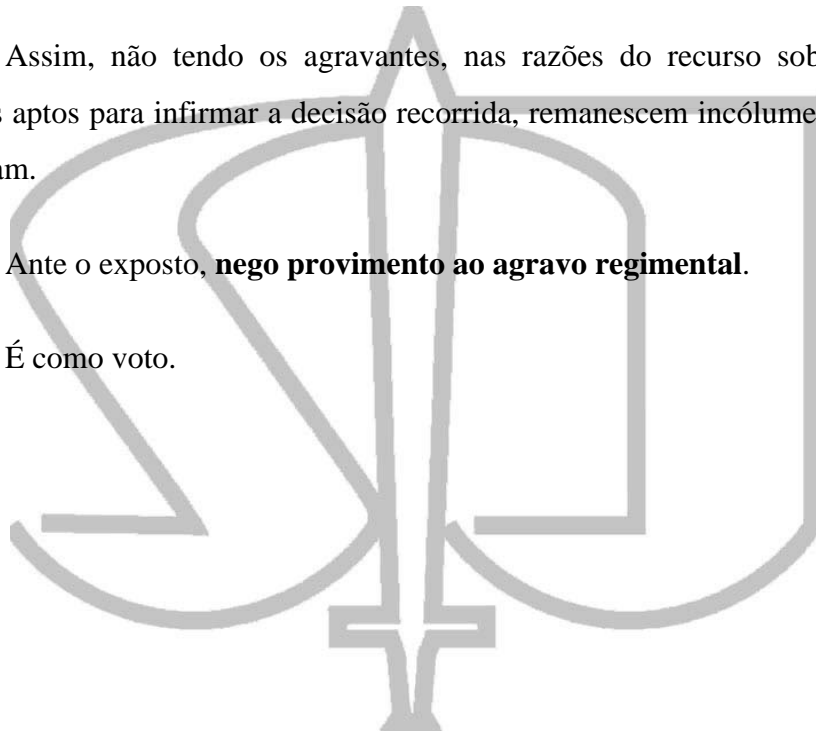 Assim, não tendo os agravantes, nas razões do recurso sob
s aptos para infirmar a decisão recorrida, remanescem incólume
am.
Ante o exposto, nego provimento ao agravo regimental.
É como voto.